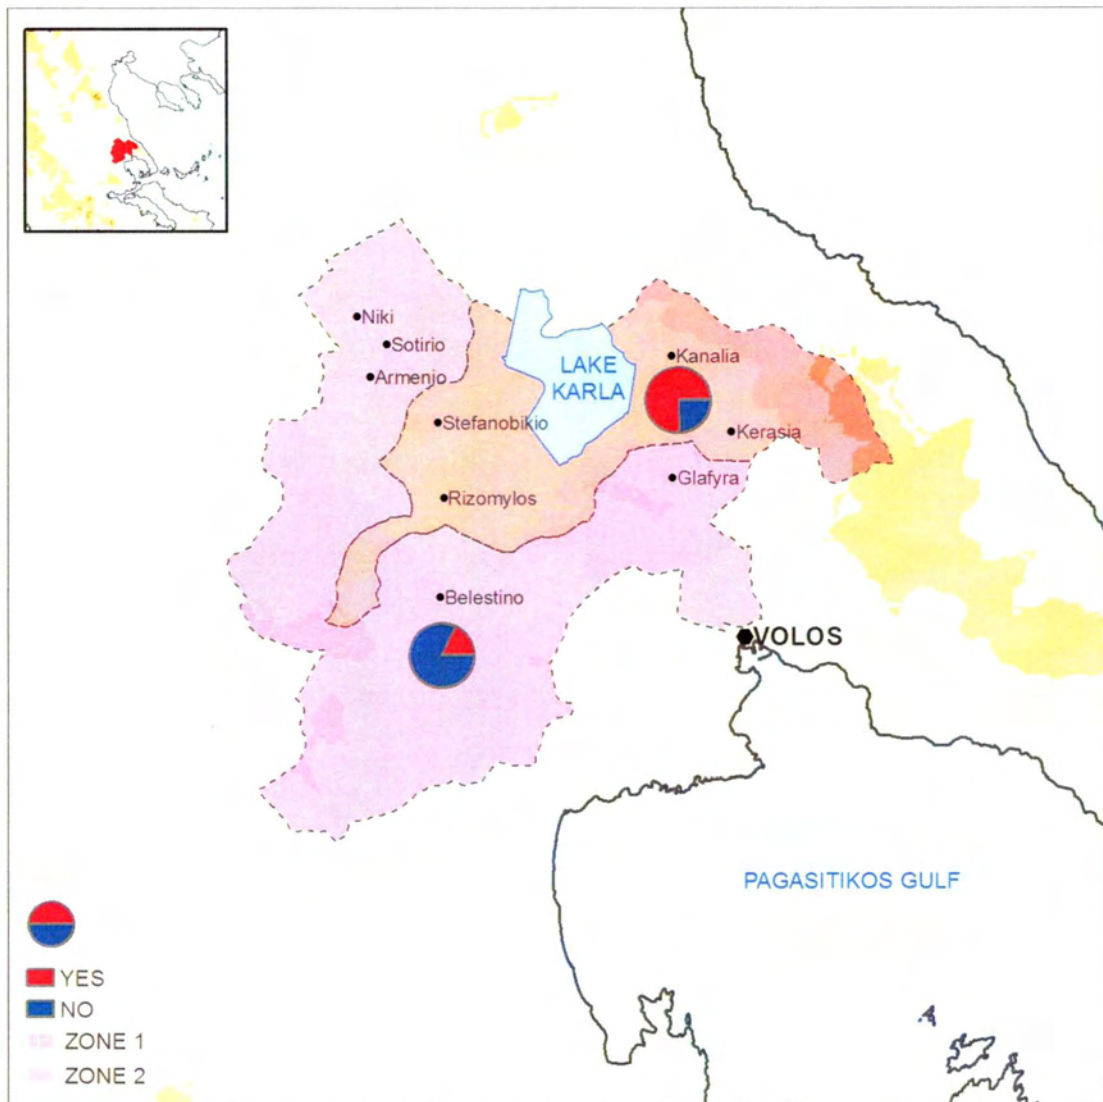 Niki
Sotirio
Armenio
LAKE
KARLA
Kanalia
Stefanobikio
Kerasia
Glafyra
Rizomylos
Belestino
VOLOS
PAGASITIKOS GULF
YES
NO
ZONE 1
ZONE 2